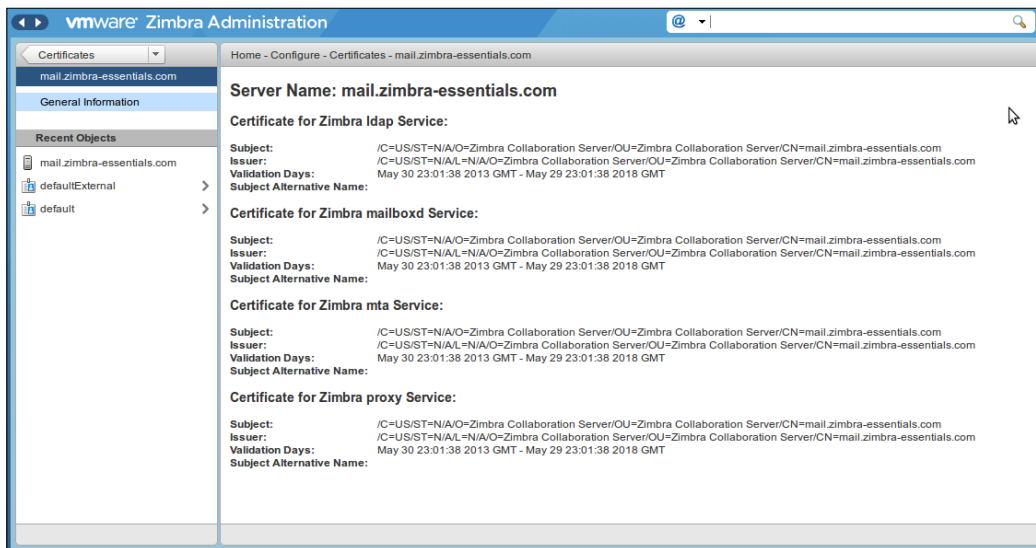 vmware Zimbra Administration
@
Certificates
mail.zimbra-essentials.com
General Information
Recent Objects
mail.zimbra-essentials.com
defaultExternal
default
Home - Configure - Certificates - mail.zimbra-essentials.com
Server Name: mail.zimbra-essentials.com
Certificate for Zimbra ldap Service:
Subject: /C=US/ST=N/A/O=Zimbra Collaboration Server/OU=Zimbra Collaboration Server/CN=mail.zimbra-essentials.com
Issuer: /C=US/ST=N/A/L=N/A/O=Zimbra Collaboration Server/OU=Zimbra Collaboration Server/CN=mail.zimbra-essentials.com
Validation Days: May 30 23:01:38 2013 GMT - May 29 23:01:38 2018 GMT
Subject Alternative Name:
Certificate for Zimbra mailboxd Service:
Subject: /C=US/ST=N/A/O=Zimbra Collaboration Server/OU=Zimbra Collaboration Server/CN=mail.zimbra-essentials.com
Issuer: /C=US/ST=N/A/L=N/A/O=Zimbra Collaboration Server/OU=Zimbra Collaboration Server/CN=mail.zimbra-essentials.com
Validation Days: May 30 23:01:38 2013 GMT - May 29 23:01:38 2018 GMT
Subject Alternative Name:
Certificate for Zimbra mta Service:
Subject: /C=US/ST=N/A/O=Zimbra Collaboration Server/OU=Zimbra Collaboration Server/CN=mail.zimbra-essentials.com
Issuer: /C=US/ST=N/A/L=N/A/O=Zimbra Collaboration Server/OU=Zimbra Collaboration Server/CN=mail.zimbra-essentials.com
Validation Days: May 30 23:01:38 2013 GMT - May 29 23:01:38 2018 GMT
Subject Alternative Name:
Certificate for Zimbra proxy Service:
Subject: /C=US/ST=N/A/O=Zimbra Collaboration Server/OU=Zimbra Collaboration Server/CN=mail.zimbra-essentials.com
Issuer: /C=US/ST=N/A/L=N/A/O=Zimbra Collaboration Server/OU=Zimbra Collaboration Server/CN=mail.zimbra-essentials.com
Validation Days: May 30 23:01:38 2013 GMT - May 29 23:01:38 2018 GMT
Subject Alternative Name: